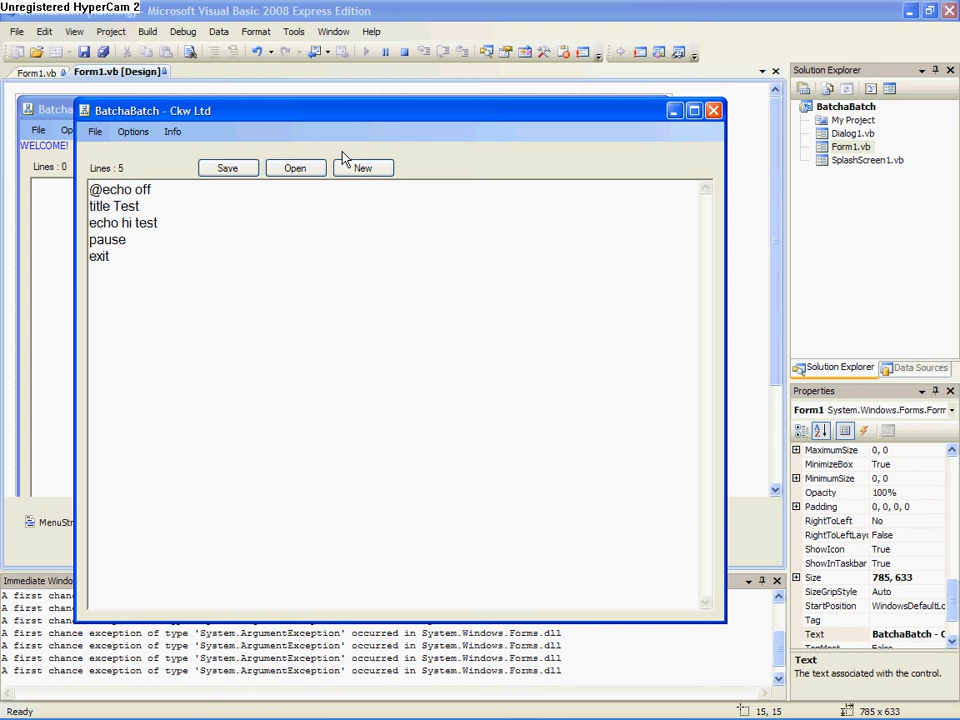 Unregistered HyperCam 2
Microsoft Visual Basic 2008 Express Edition
File Edit View Project Build Debug Data Format Tools Window Help
Form1.vb Form1.vb [Design]
Batcha
File Op
WELCOME!
Lines : 0
BatchaBatch - Ckw Ltd
File Options Info
Lines : 5 Save Open New
@echo off
title Test
echo hi test
pause
exit
MenuStr
Solution Explorer
BatchaBatch
My Project
Dialog1.vb
Form1.vb
SplashScreen1.vb
Solution Explorer Data Sources
Properties
Form1 System.Windows.Forms.Form
MaximumSize 0, 0
MinimizeBox True
MinimumSize 0, 0
Opacity 100%
Padding 0, 0, 0, 0
RightToLeft No
RightToLeftLayo False
ShowIcon True
ShowInTaskbar True
Size 785, 633
SizeGripStyle Auto
StartPosition WindowsDefaultLo
Tag
Text BatchaBatch - C
TopMost False
Text
The text associated with the control.
Immediate Windo
A first chanc
A first chanc
A first chanc
A first chance exception of type 'System.ArgumentException' occurred in System.Windows.Forms.dll
A first chance exception of type 'System.ArgumentException' occurred in System.Windows.Forms.dll
A first chance exception of type 'System.ArgumentException' occurred in System.Windows.Forms.dll
A first chance exception of type 'System.ArgumentException' occurred in System.Windows.Forms.dll
Ready 15, 15 785 x 633